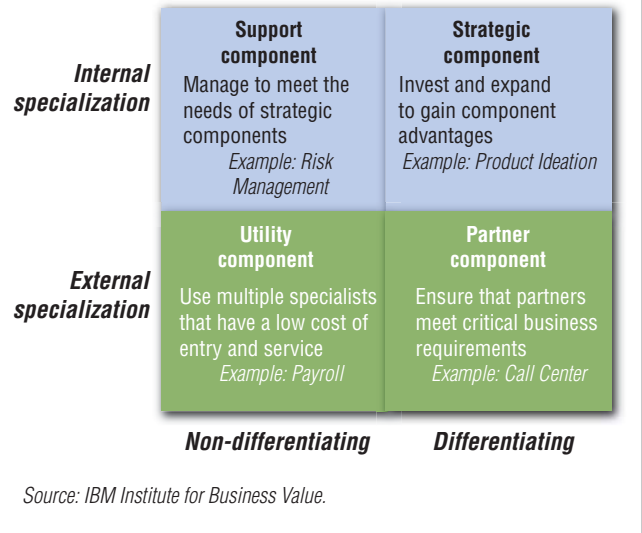 Internal
specialization
Support
component
Manage to meet the
needs of strategic
components
Example: Risk
Management
Strategic
component
Invest and expand
to gain component
advantages
Example: Product Ideation
External
specialization
Utility
component
Use multiple specialists
that have a low cost of
entry and service
Example: Payroll
Partner
component
Ensure that partners
meet critical business
requirements
Example: Call Center
Non-differentiating
Differentiating
Source: IBM Institute for Business Value.